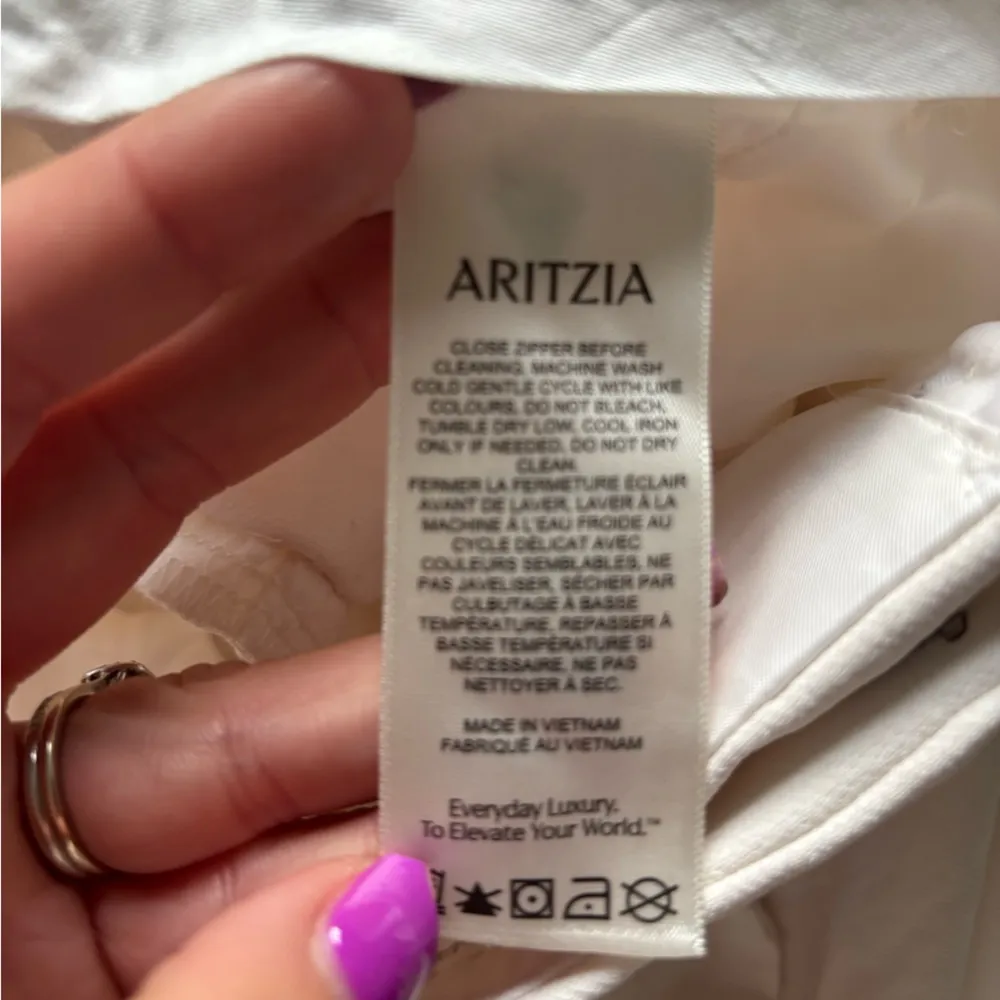 ARITZIA
CLOSE ZIPPER BEFORE
CLEANING, MACHINE WASH
COLD GENTLE CYCLE WITH LIKE
COLOURS, DO NOT BLEACH,
TUMBLE DRY LOW, COOL IRON
ONLY IF NEEDED, DO NOT DRY
CLEAN.
FERMER LA FERMETURE ÉCLAIR
AVANT DE LAVER, LAVER À LA
MACHINE À L'EAU FROIDE AU
CYCLE DÉLICAT AVEC
COULEURS SEMBLABLES, NE
PAS JAVELISER, SÉCHER PAR
CULBUTAGE À BASSE
TEMPÉRATURE, REPASSER À
BASSE TEMPÉRATURE SI
NÉCESSAIRE, NE PAS
NETTOYER À SEC.
MADE IN VIETNAM
FABRIQUÉ AU VIETNAM
Everyday Luxury.
To Elevate Your World.™